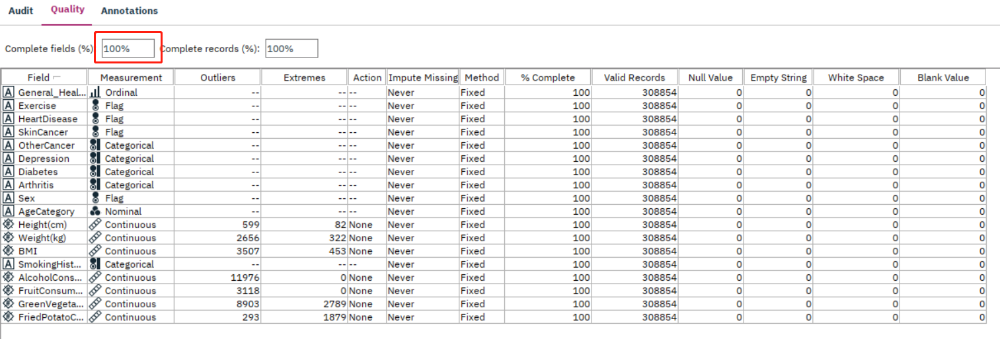 Audit Quality Annotations
Complete fields (%) 100% Complete records (%): 100%
Field Measurement Outliers Extremes Action Impute Missing Method % Complete Valid Records Null Value Empty String White Space Blank Value
A General_Heal... Ordinal -- -- -- Never Fixed 100 308854 0 0 0 0
A Exercise Flag -- -- -- Never Fixed 100 308854 0 0 0 0
A HeartDisease Flag -- -- -- Never Fixed 100 308854 0 0 0 0
A SkinCancer Flag -- -- -- Never Fixed 100 308854 0 0 0 0
A OtherCancer Categorical -- -- -- Never Fixed 100 308854 0 0 0 0
A Depression Categorical -- -- -- Never Fixed 100 308854 0 0 0 0
A Diabetes Categorical -- -- -- Never Fixed 100 308854 0 0 0 0
A Arthritis Categorical -- -- -- Never Fixed 100 308854 0 0 0 0
A Sex Flag -- -- -- Never Fixed 100 308854 0 0 0 0
A AgeCategory Nominal -- -- -- Never Fixed 100 308854 0 0 0 0
Height(cm) Continuous 599 82 None Never Fixed 100 308854 0 0 0 0
Weight(kg) Continuous 2656 322 None Never Fixed 100 308854 0 0 0 0
BMI Continuous 3507 453 None Never Fixed 100 308854 0 0 0 0
A SmokingHist... Categorical -- -- -- Never Fixed 100 308854 0 0 0 0
AlcoholCons... Continuous 11976 0 None Never Fixed 100 308854 0 0 0 0
FruitConsum... Continuous 3118 0 None Never Fixed 100 308854 0 0 0 0
GreenVegeta... Continuous 8903 2789 None Never Fixed 100 308854 0 0 0 0
FriedPotatoC... Continuous 293 1879 None Never Fixed 100 308854 0 0 0 0